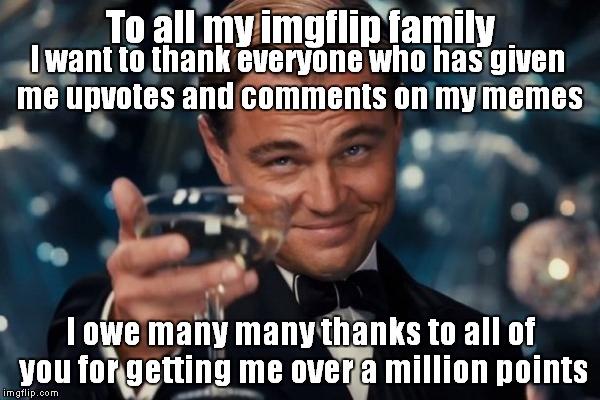 To all my imgflip family
I want to thank everyone who has given
me upvotes and comments on my memes
I owe many many thanks to all of
you for getting me over a million points
imgflip.com